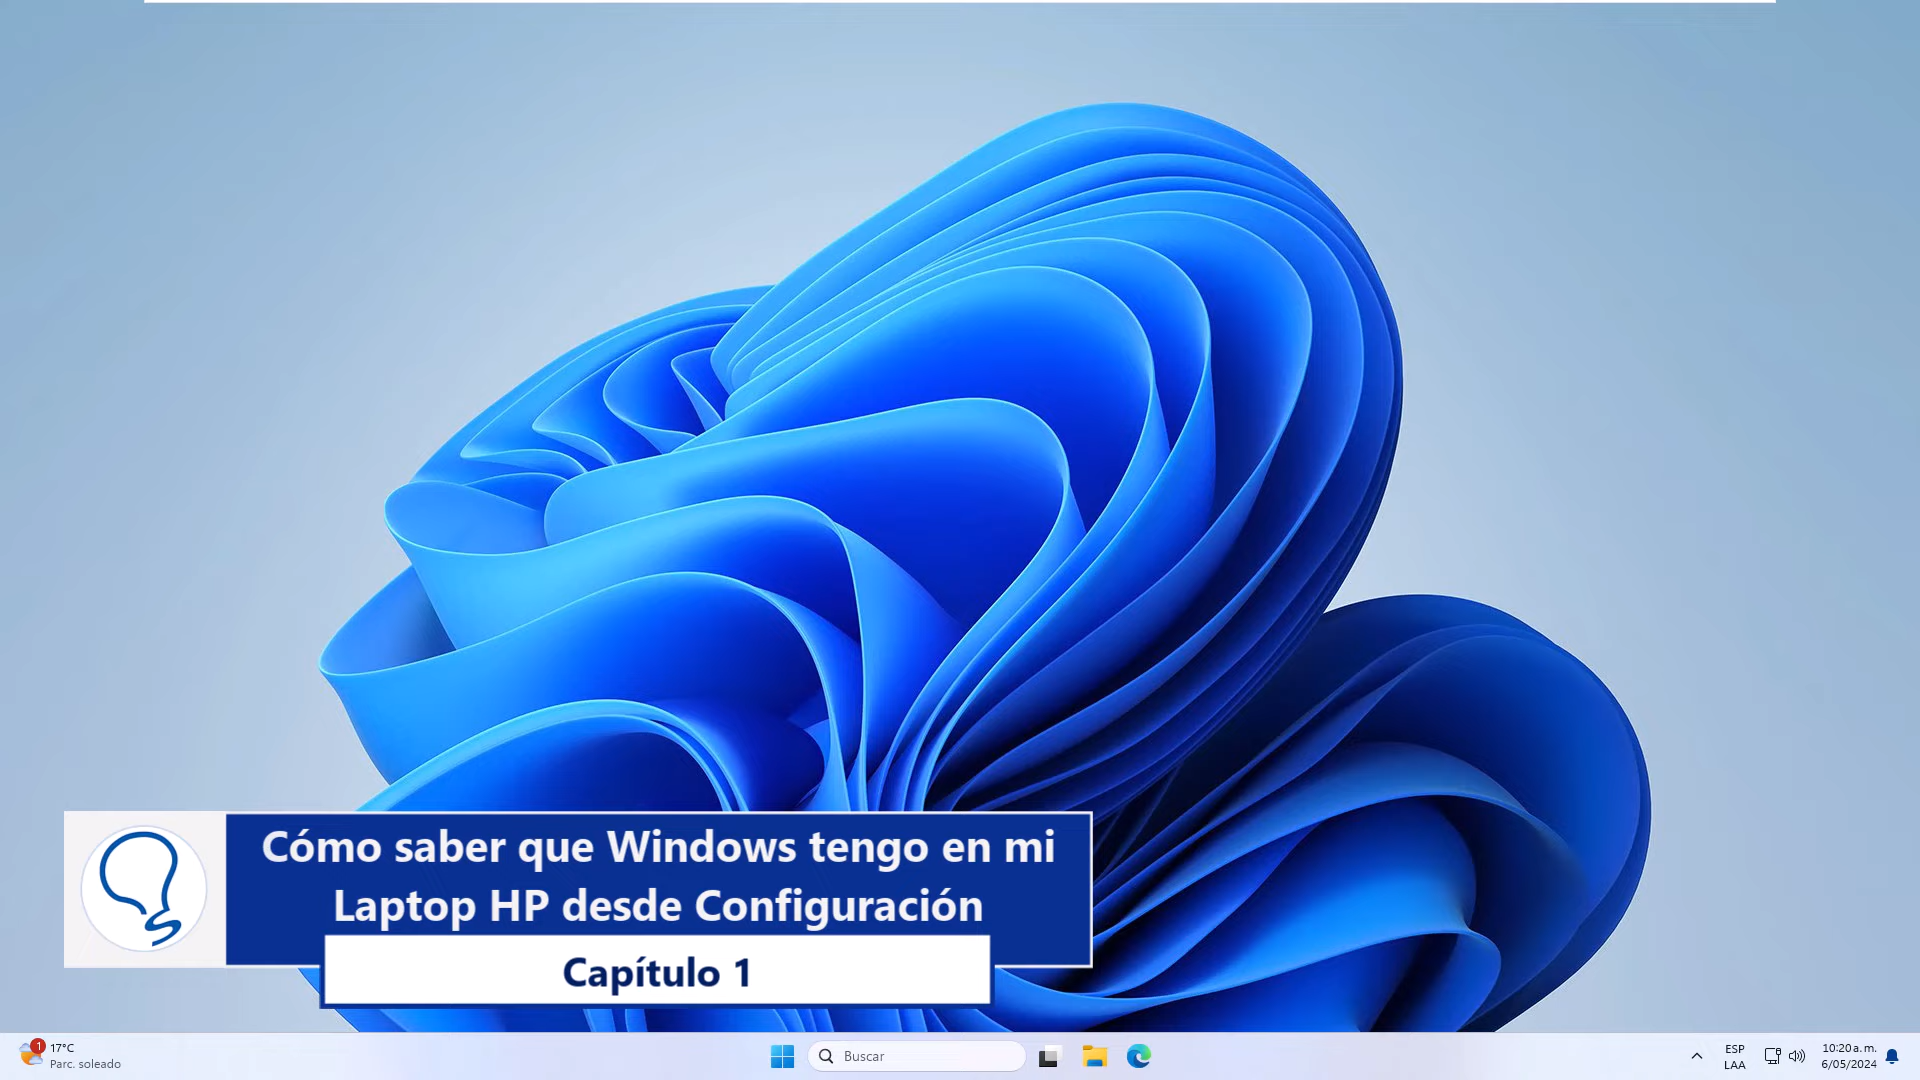 Cómo saber que Windows tengo en mi
Laptop HP desde Configuración
Capítulo 1
1
17°C
Parc. soleado
Buscar
ESP
LAA
10:20 a. m.
6/05/2024